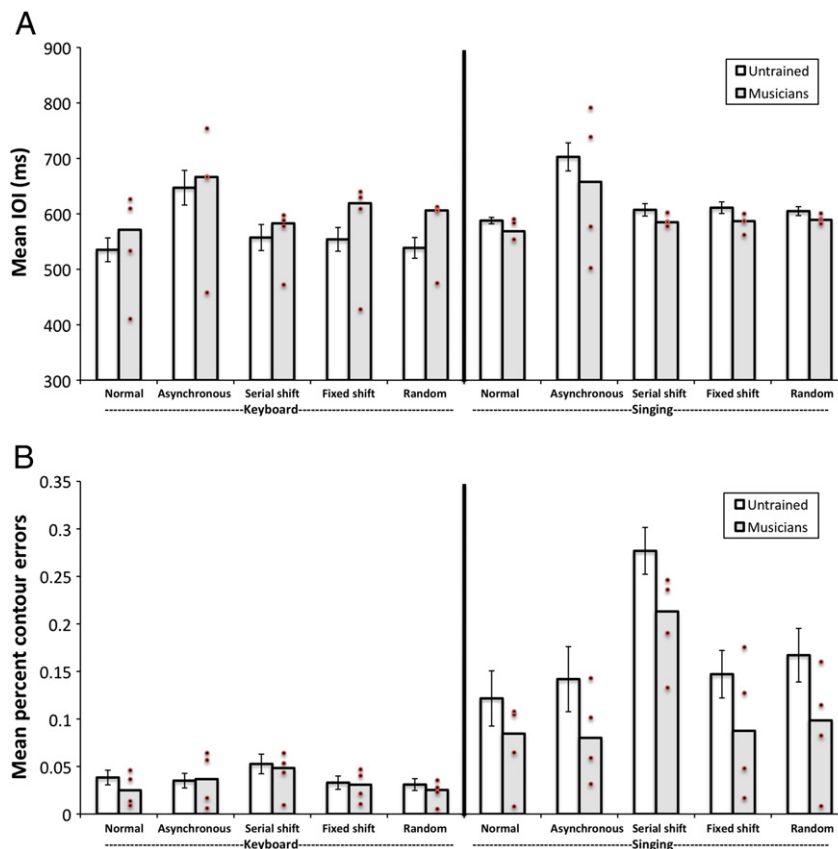 A
Mean IOI (ms)
900
800
700
600
500
400
300
Untrained
Musicians
Normal Asynchronous Serial shift Fixed shift Random Normal Asynchronous Serial shift Fixed shift Random
-----------------------------Keyboard----------------------------- -----------------------------------Singing---------------------------
B
Mean percent contour errors
0.35
0.3
0.25
0.2
0.15
0.1
0.05
0
Untrained
Musicians
Normal Asynchronous Serial shift Fixed shift Random Normal Asynchronous Serial shift Fixed shift Random
-----------------------------Keyboard----------------------------- -----------------------------------Singing---------------------------